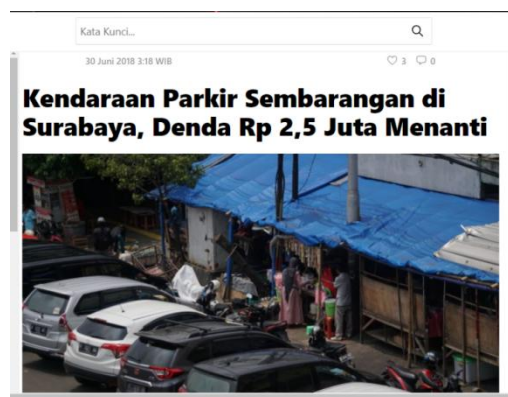 Kata Kunci...
30 Juni 2018 3:18 WIB
3
0
Kendaraan Parkir Sembarangan di
Surabaya, Denda Rp 2,5 Juta Menanti